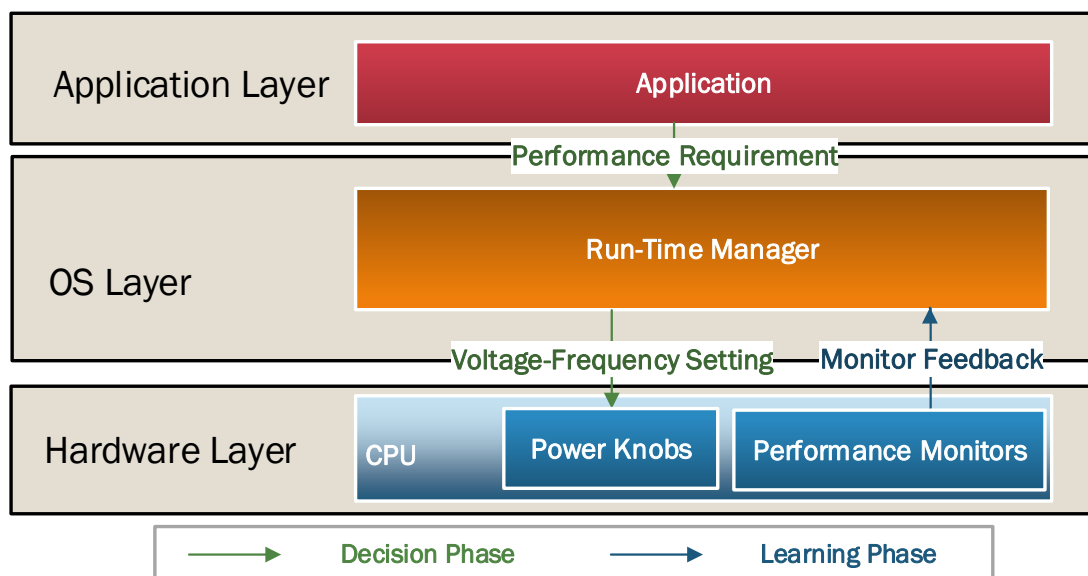 Application Layer
Application
Performance Requirement
OS Layer
Run-Time Manager
Voltage-Frequency Setting
Monitor Feedback
Hardware Layer
CPU
Power Knobs
Performance Monitors
Decision Phase
Learning Phase